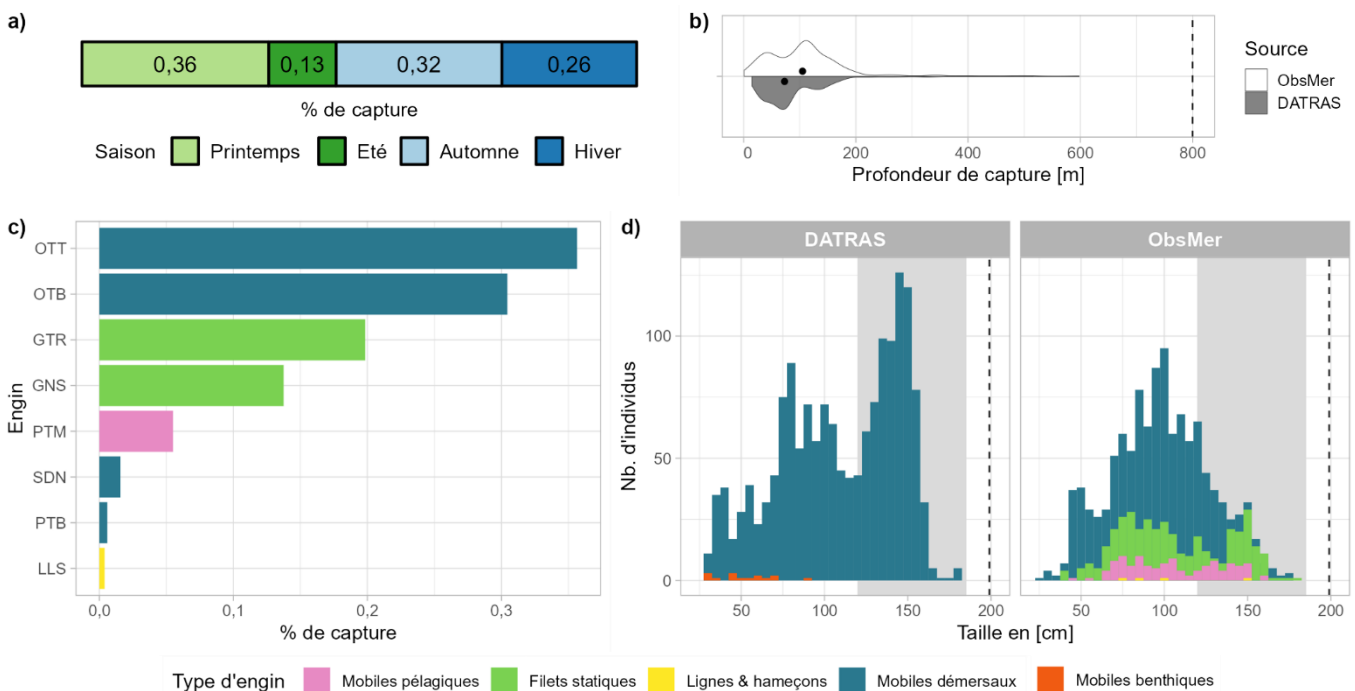 a)
0,36 0,13 0,32 0,26
% de capture
Saison Printemps Eté Automne Hiver
b)
0 200 400 600 800
Profondeur de capture [m]
Source
ObsMer
DATRAS
c)
Engin
OTT
OTB
GTR
GNS
PTM
SDN
PTB
LLS
0,0 0,1 0,2 0,3
% de capture
d)
DATRAS ObsMer
Nb. d'individus
100
50
0
50 100 150 200 50 100 150 200
Taille en [cm]
Type d'engin Mobiles pélagiques Filets statiques Lignes & hameçons Mobiles démersaux Mobiles benthiques